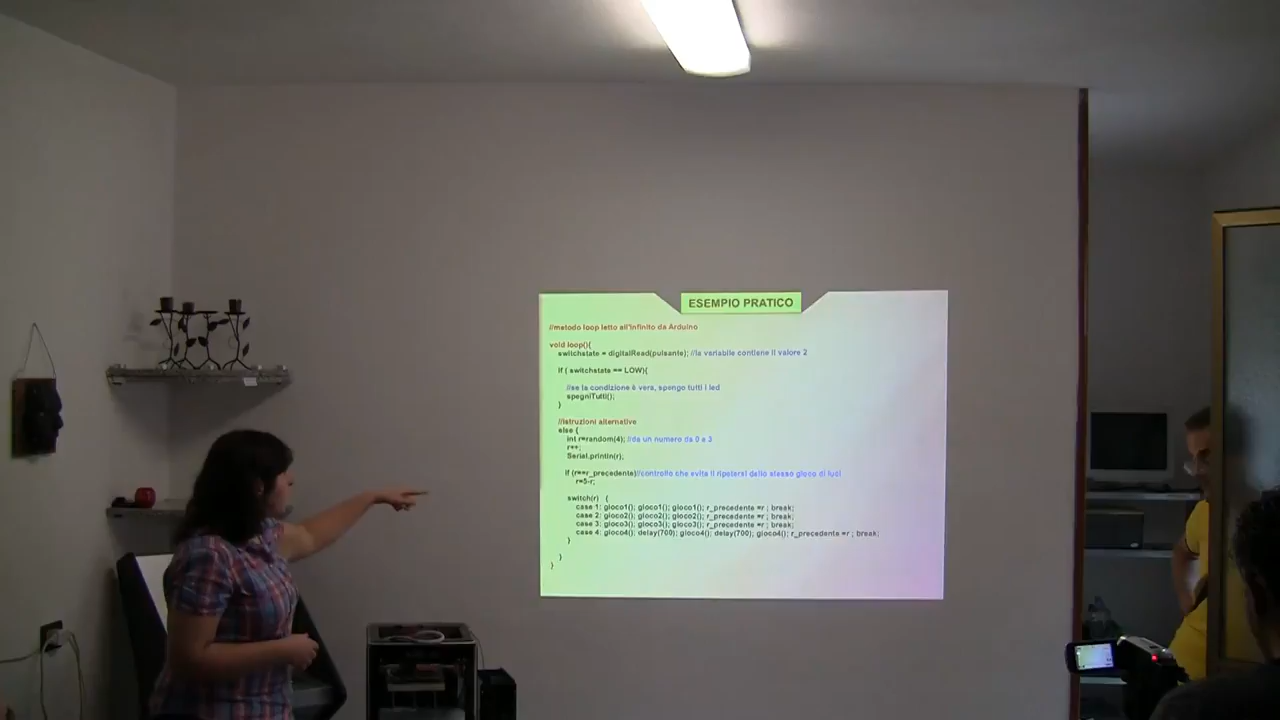 ESEMPIO PRATICO
//metodo loop letto all'infinito da Arduino
void loop(){
switchstate = digitalRead(pulsante); //la variabile contiene il valore 2
if ( switchstate == LOW){
//se la condizione è vera, spengo tutti i led
spegniTutti();
}
//istruzioni alternative
else {
int r=random(4); //da un numero da 0 a 3
r++;
Serial.println(r);
if (r==r_precedente)//controllo che evita il ripetersi dello stesso gioco di luci
r=5-r;
switch(r) {
case 1: gioco1(); gioco1(); gioco1(); r_precedente =r ; break;
case 2: gioco2(); gioco2(); gioco2(); r_precedente =r ; break;
case 3: gioco3(); gioco3(); gioco3(); r_precedente =r ; break;
case 4: gioco4(); delay(700); gioco4(); delay(700); gioco4(); r_precedente =r ; break;
}
}
}